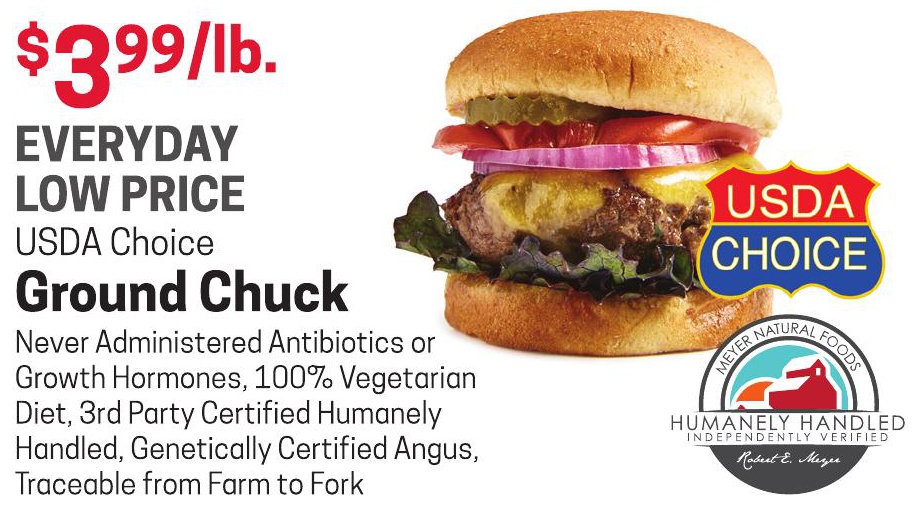 $3.99/lb.
EVERYDAY
LOW PRICE
USDA Choice
Ground Chuck
Never Administered Antibiotics or
Growth Hormones, 100% Vegetarian
Diet, 3rd Party Certified Humanely
Handled, Genetically Certified Angus,
Traceable from Farm to Fork
USDA
CHOICE
MEYER NATURAL FOODS
HUMANELY HANDLED
INDEPENDENTLY VERIFIED
Robert E. Meyer